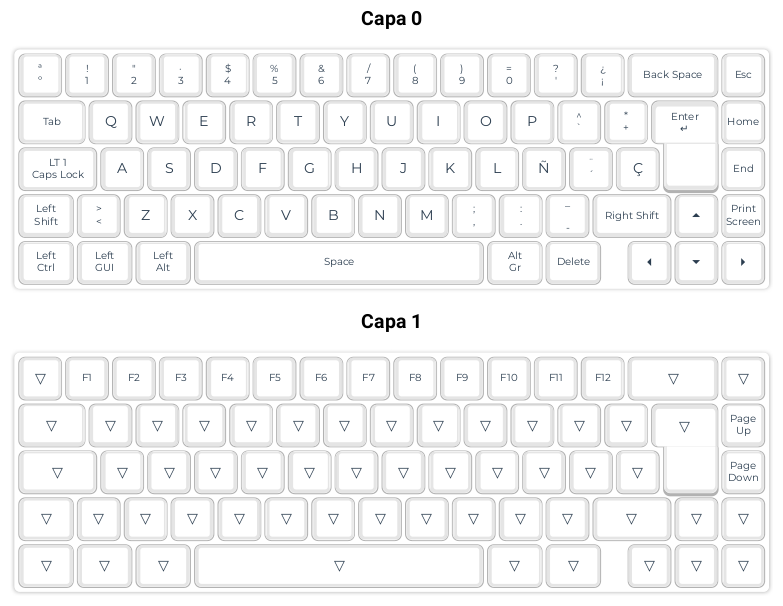 Capa 0
ª ! " · $ % & / ( ) = ? ¿
º 1 2 3 4 5 6 7 8 9 0 ' ¡ Back Space Esc
Tab Q W E R T Y U I O P ^ * Enter Home
` + ↵
LT 1
Caps Lock A S D F G H J K L Ñ ¨ Ç End
´
Left > Z X C V B N M ; : _ Right Shift ▲ Print
Shift < , . - Screen
Left Left Left Space Alt Delete ◀ ▼ ▶
Ctrl GUI Alt Gr
Capa 1
▽ F1 F2 F3 F4 F5 F6 F7 F8 F9 F10 F11 F12 ▽ ▽
▽ ▽ ▽ ▽ ▽ ▽ ▽ ▽ ▽ ▽ ▽ ▽ ▽ ▽ Page
Up
▽ ▽ ▽ ▽ ▽ ▽ ▽ ▽ ▽ ▽ ▽ ▽ ▽ Page
Down
▽ ▽ ▽ ▽ ▽ ▽ ▽ ▽ ▽ ▽ ▽ ▽ ▽ ▽ ▽
▽ ▽ ▽ ▽ ▽ ▽ ▽ ▽ ▽